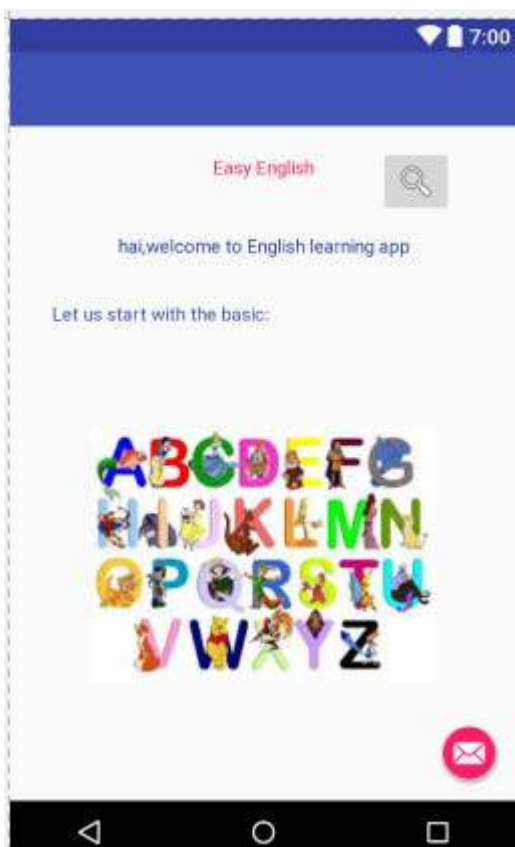 7:00
Easy English
hai,welcome to English learning app
Let us start with the basic:
ABCDEFG
HIJKLMN
OPQRSTU
VWXYZ